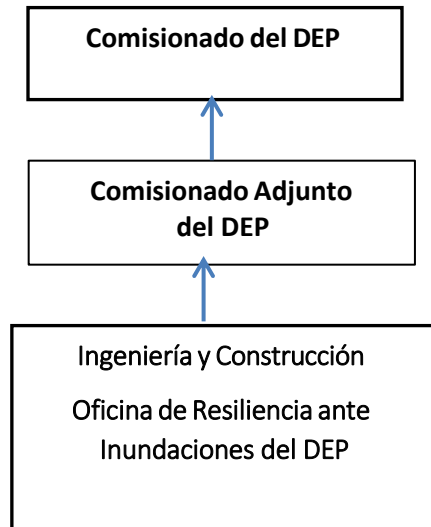 Comisionado del DEP
Comisionado Adjunto
del DEP
Ingeniería y Construcción
Oficina de Resiliencia ante
Inundaciones del DEP